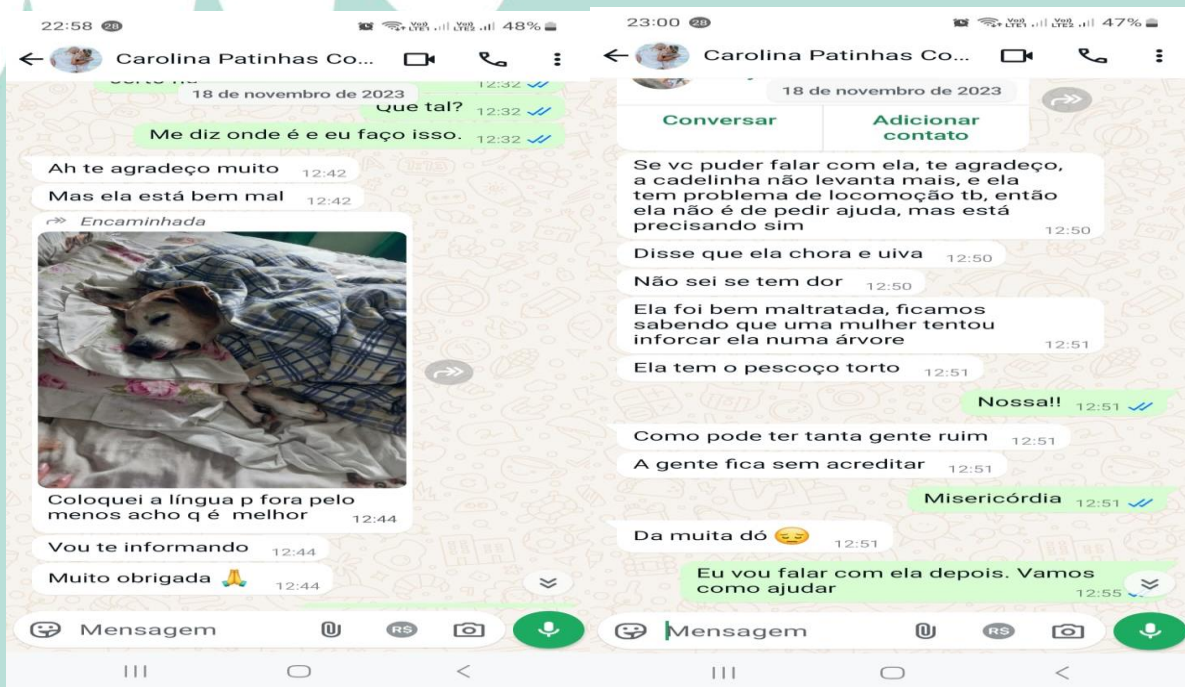 22:58 28 48%
Carolina Patinhas Co...
12:32
18 de novembro de 2023
Que tal? 12:32
Me diz onde é e eu faço isso. 12:32
Ah te agradeço muito 12:42
Mas ela está bem mal 12:42
Encaminhada
Coloquei a língua p fora pelo
menos acho q é melhor 12:44
Vou te informando 12:44
Muito obrigada 🙏 12:44
Mensagem R$
23:00 28 47%
Carolina Patinhas Co...
18 de novembro de 2023
Conversar
Adicionar
contato
Se vc puder falar com ela, te agradeço,
a cadelinha não levanta mais, e ela
tem problema de locomoção tb, então
ela não é de pedir ajuda, mas está
precisando sim 12:50
Disse que ela chora e uiva 12:50
Não sei se tem dor 12:50
Ela foi bem maltratada, ficamos
sabendo que uma mulher tentou
inforcar ela numa árvore 12:51
Ela tem o pescoço torto 12:51
Nossa!! 12:51
Como pode ter tanta gente ruim 12:51
A gente fica sem acreditar 12:51
Misericórdia 12:51
Da muita dó 😔 12:51
Eu vou falar com ela depois. Vamos
como ajudar 12:55
Mensagem R$